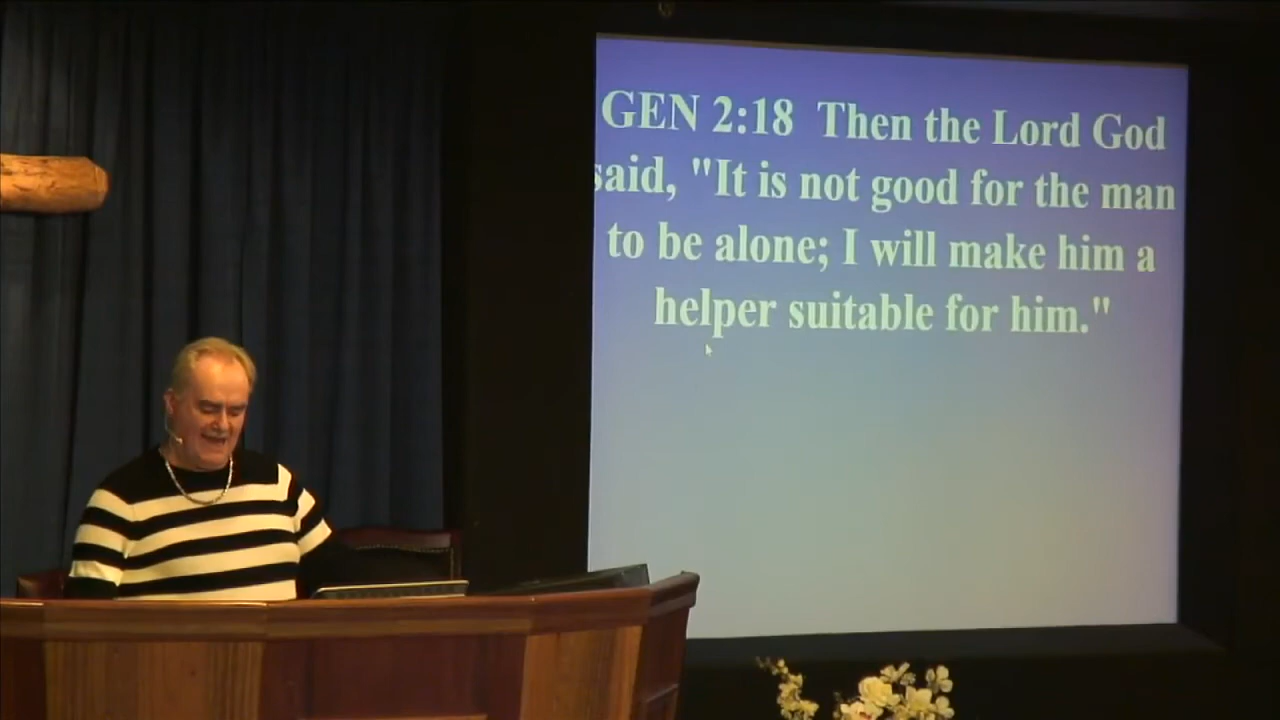 GEN 2:18 Then the Lord God
said, "It is not good for the man
to be alone; I will make him a
helper suitable for him."